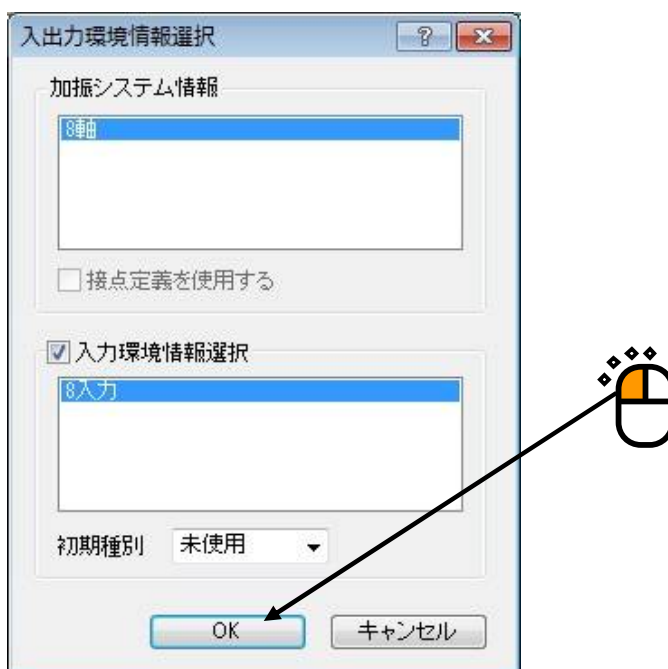 入出力環境情報選択
加振システム情報
8軸
接点定義を使用する
入力環境情報選択
8入力
初期種別 未使用
OK キャンセル